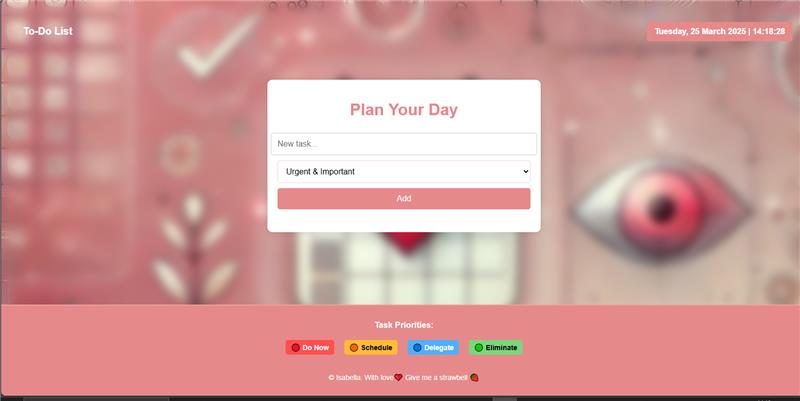 To-Do List
Tuesday, 25 March 2025 | 14:18:28
Plan Your Day
New task...
Urgent & Important
Add
Task Priorities:
Do Now
Schedule
Delegate
Eliminate
© Isabella. With love❤️ Give me a strawbell 🍓